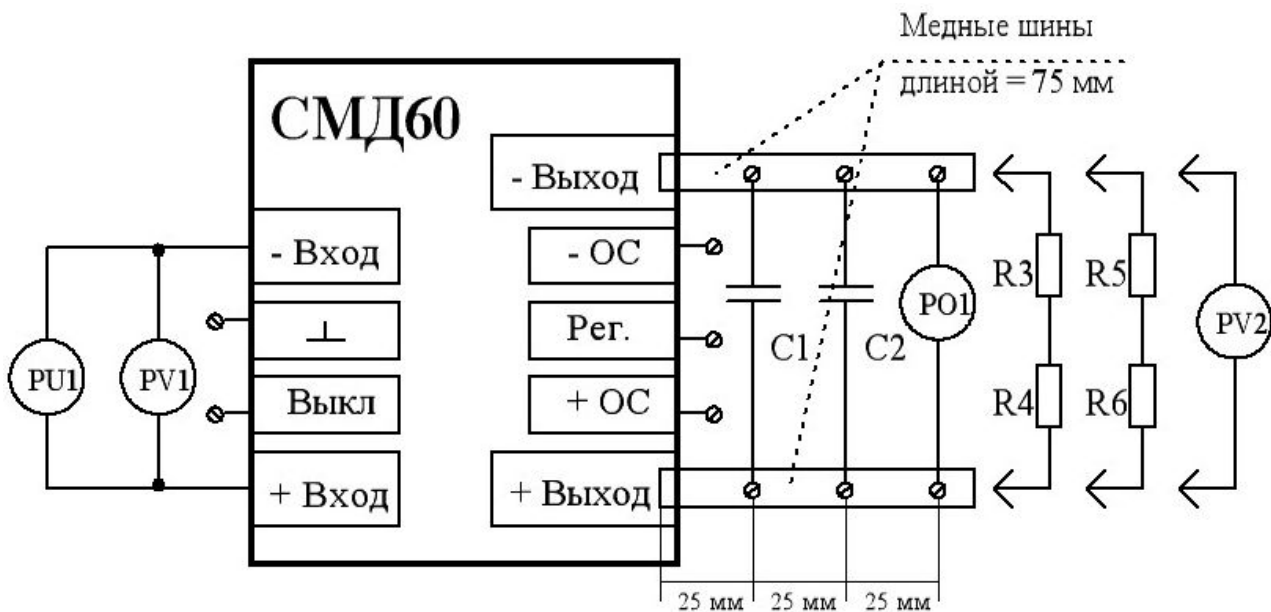 Медные шины
длиной = 75 мм
СМД60
- Выход
- Вход
- ОС
R3
R5
⊥
Рег.
PO1
PU1
PV1
C1
C2
PV2
Выкл
+ ОС
R4
R6
+ Вход
+ Выход
25 мм
25 мм
25 мм